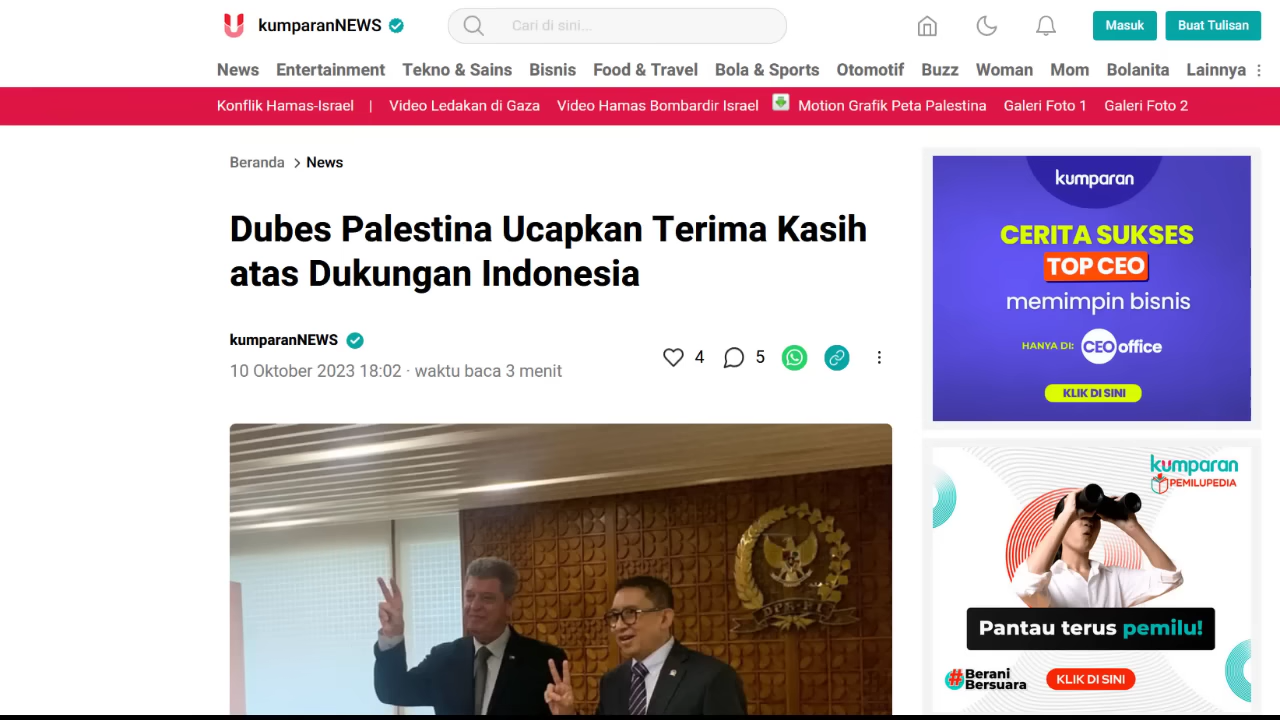 kumparanNEWS
Cari di sini...
Masuk
Buat Tulisan
News Entertainment Tekno & Sains Bisnis Food & Travel Bola & Sports Otomotif Buzz Woman Mom Bolanita Lainnya
Konflik Hamas-Israel | Video Ledakan di Gaza Video Hamas Bombardir Israel Motion Grafik Peta Palestina Galeri Foto 1 Galeri Foto 2
Beranda > News
Dubes Palestina Ucapkan Terima Kasih
atas Dukungan Indonesia
kumparanNEWS
10 Oktober 2023 18:02 · waktu baca 3 menit
4 5
DPR-RI
kumparan
CERITA SUKSES
TOP CEO
memimpin bisnis
HANYA DI: CEO office
KLIK DI SINI
kumparan
PEMILUPEDIA
Pantau terus pemilu!
#Berani
Bersuara
KLIK DI SINI